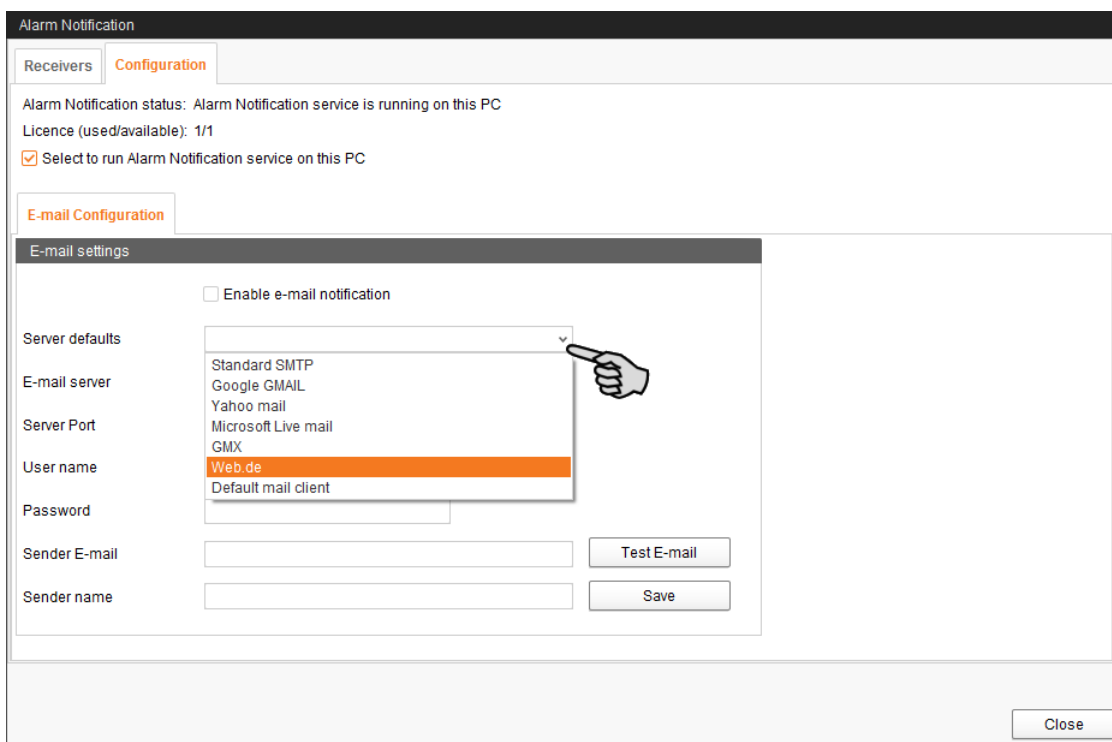 Alarm Notification
Receivers Configuration
Alarm Notification status: Alarm Notification service is running on this PC
Licence (used/available): 1/1
Select to run Alarm Notification service on this PC
E-mail Configuration
E-mail settings
Enable e-mail notification
Server defaults
Standard SMTP
Google GMAIL
E-mail server
Yahoo mail
Server Port
Microsoft Live mail
GMX
User name
Web.de
Default mail client
Password
Sender E-mail
Test E-mail
Sender name
Save
Close